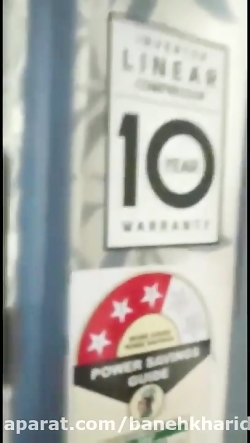 INVERTER
LINEAR
COMPRESSOR
10
YEAR
WARRANTY
POWER SAVINGS
GUIDE
aparat.com/banehkharid